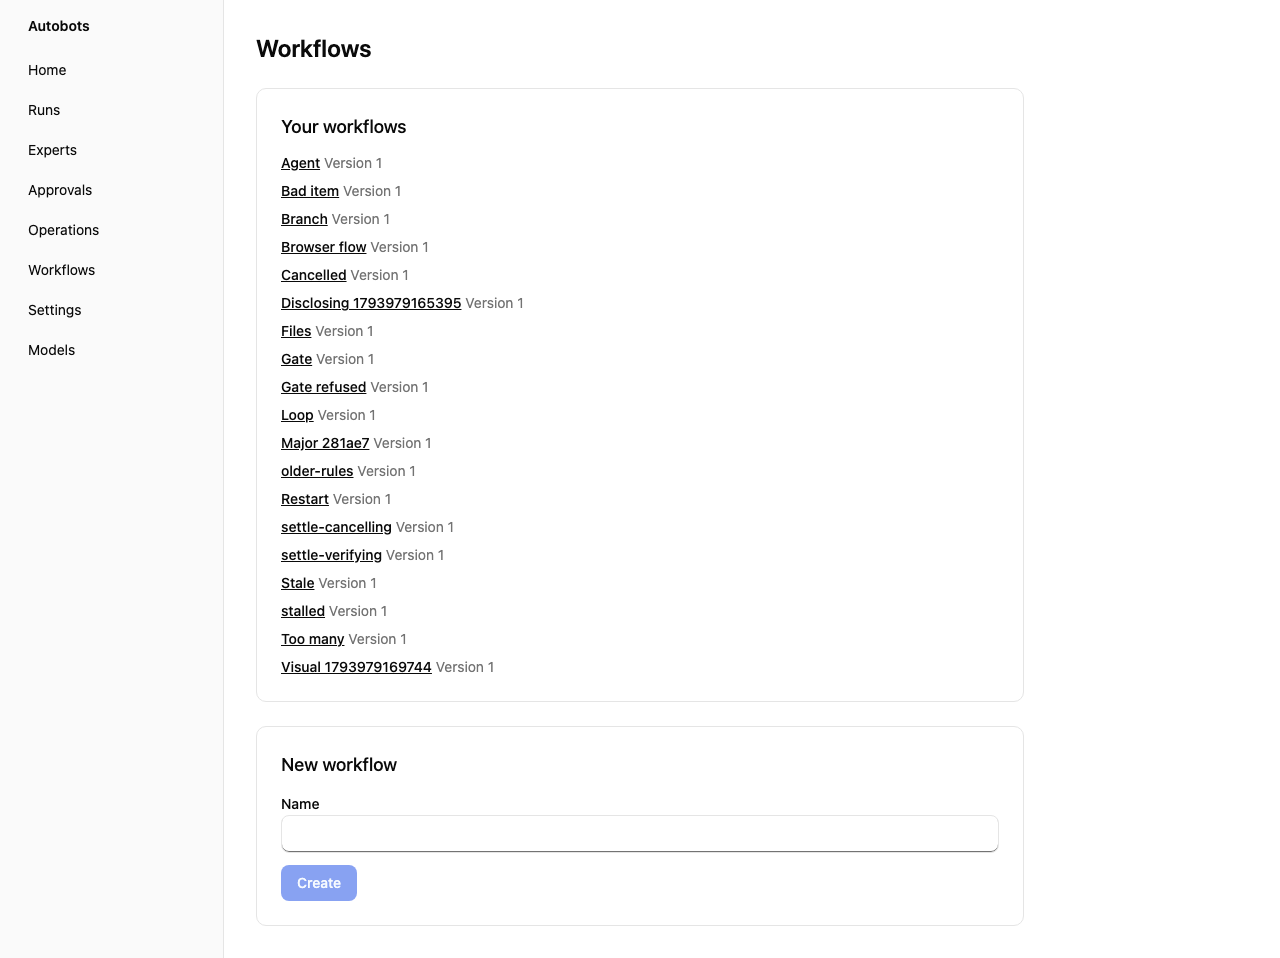 Autobots
Home
Runs
Experts
Approvals
Operations
Workflows
Settings
Models
Workflows
Your workflows
Agent Version 1
Bad item Version 1
Branch Version 1
Browser flow Version 1
Cancelled Version 1
Disclosing 1793979165395 Version 1
Files Version 1
Gate Version 1
Gate refused Version 1
Loop Version 1
Major 281ae7 Version 1
older-rules Version 1
Restart Version 1
settle-cancelling Version 1
settle-verifying Version 1
Stale Version 1
stalled Version 1
Too many Version 1
Visual 1793979169744 Version 1
New workflow
Name
Create